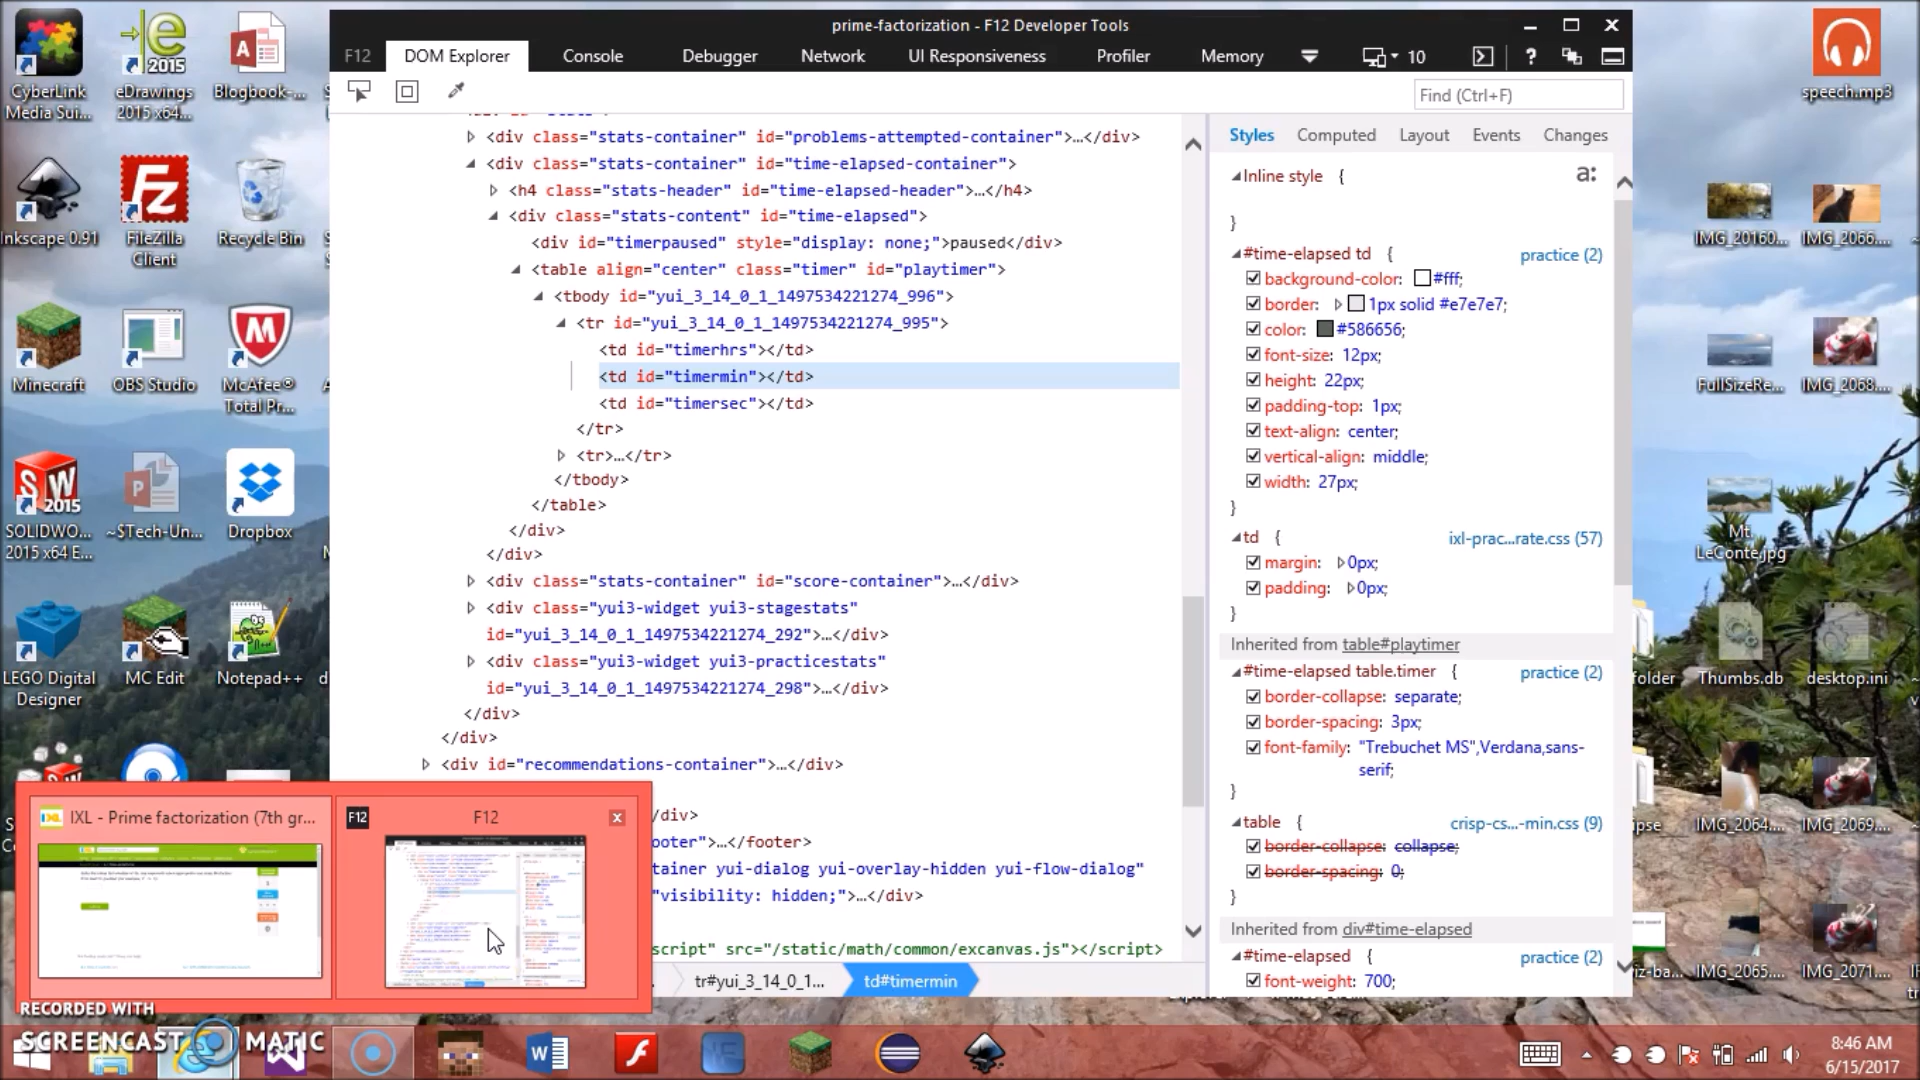 prime-factorization - F12 Developer Tools
F12 DOM Explorer Console Debugger Network UI Responsiveness Profiler Memory 10
Find (Ctrl+F)
<div class="stats-container" id="problems-attempted-container">…</div>
<div class="stats-container" id="time-elapsed-container">
<h4 class="stats-header" id="time-elapsed-header">…</h4>
<div class="stats-content" id="time-elapsed">
<div id="timerpaused" style="display: none;">paused</div>
<table align="center" class="timer" id="playtimer">
<tbody id="yui_3_14_0_1_1497534221274_996">
<tr id="yui_3_14_0_1_1497534221274_995">
<td id="timerhrs"></td>
<td id="timermin"></td>
<td id="timersec"></td>
</tr>
<tr>…</tr>
</tbody>
</table>
</div>
</div>
<div class="stats-container" id="score-container">…</div>
<div class="yui3-widget yui3-stagestats"
id="yui_3_14_0_1_1497534221274_292">…</div>
<div class="yui3-widget yui3-practicestats"
id="yui_3_14_0_1_1497534221274_298">…</div>
</div>
</div>
<div id="recommendations-container">…</div>
/div>
ooter">…</footer>
tainer yui-dialog yui-overlay-hidden yui-flow-dialog"
"visibility: hidden;">…</div>
script" src="/static/math/common/excanvas.js"></script>
tr#yui_3_14_0_1... td#timermin
Styles Computed Layout Events Changes
Inline style { a:
}
#time-elapsed td { practice (2)
background-color: #fff;
border: 1px solid #e7e7e7;
color: #586656;
font-size: 12px;
height: 22px;
padding-top: 1px;
text-align: center;
vertical-align: middle;
width: 27px;
}
td { ixl-prac...rate.css (57)
margin: 0px;
padding: 0px;
}
Inherited from table#playtimer
#time-elapsed table.timer { practice (2)
border-collapse: separate;
border-spacing: 3px;
font-family: "Trebuchet MS",Verdana,sans-
serif;
}
table { crisp-cs...-min.css (9)
border-collapse: collapse;
border-spacing: 0;
}
Inherited from div#time-elapsed
#time-elapsed { practice (2)
font-weight: 700;
CyberLink
Media Sui...
eDrawings
2015 x64...
Blogbook-...
Inkscape 0.91
FileZilla
Client
Recycle Bin
Minecraft
OBS Studio
McAfee®
Total Pr...
SOLIDWO...
2015 x64 E...
~$Tech-Un...
Dropbox
LEGO Digital
Designer
MC Edit
Notepad++
speech.mp3
IMG_20160...
IMG_2066....
FullSizeRe...
IMG_2068....
Mt
LeConte.jpg
folder
Thumbs.db
desktop.ini
IMG_2064....
IMG_2069....
IMG_2065....
IMG_2071....
IXL - Prime factorization (7th gr...
F12 F12
RECORDED WITH
SCREENCAST MATIC
8:46 AM
6/15/2017